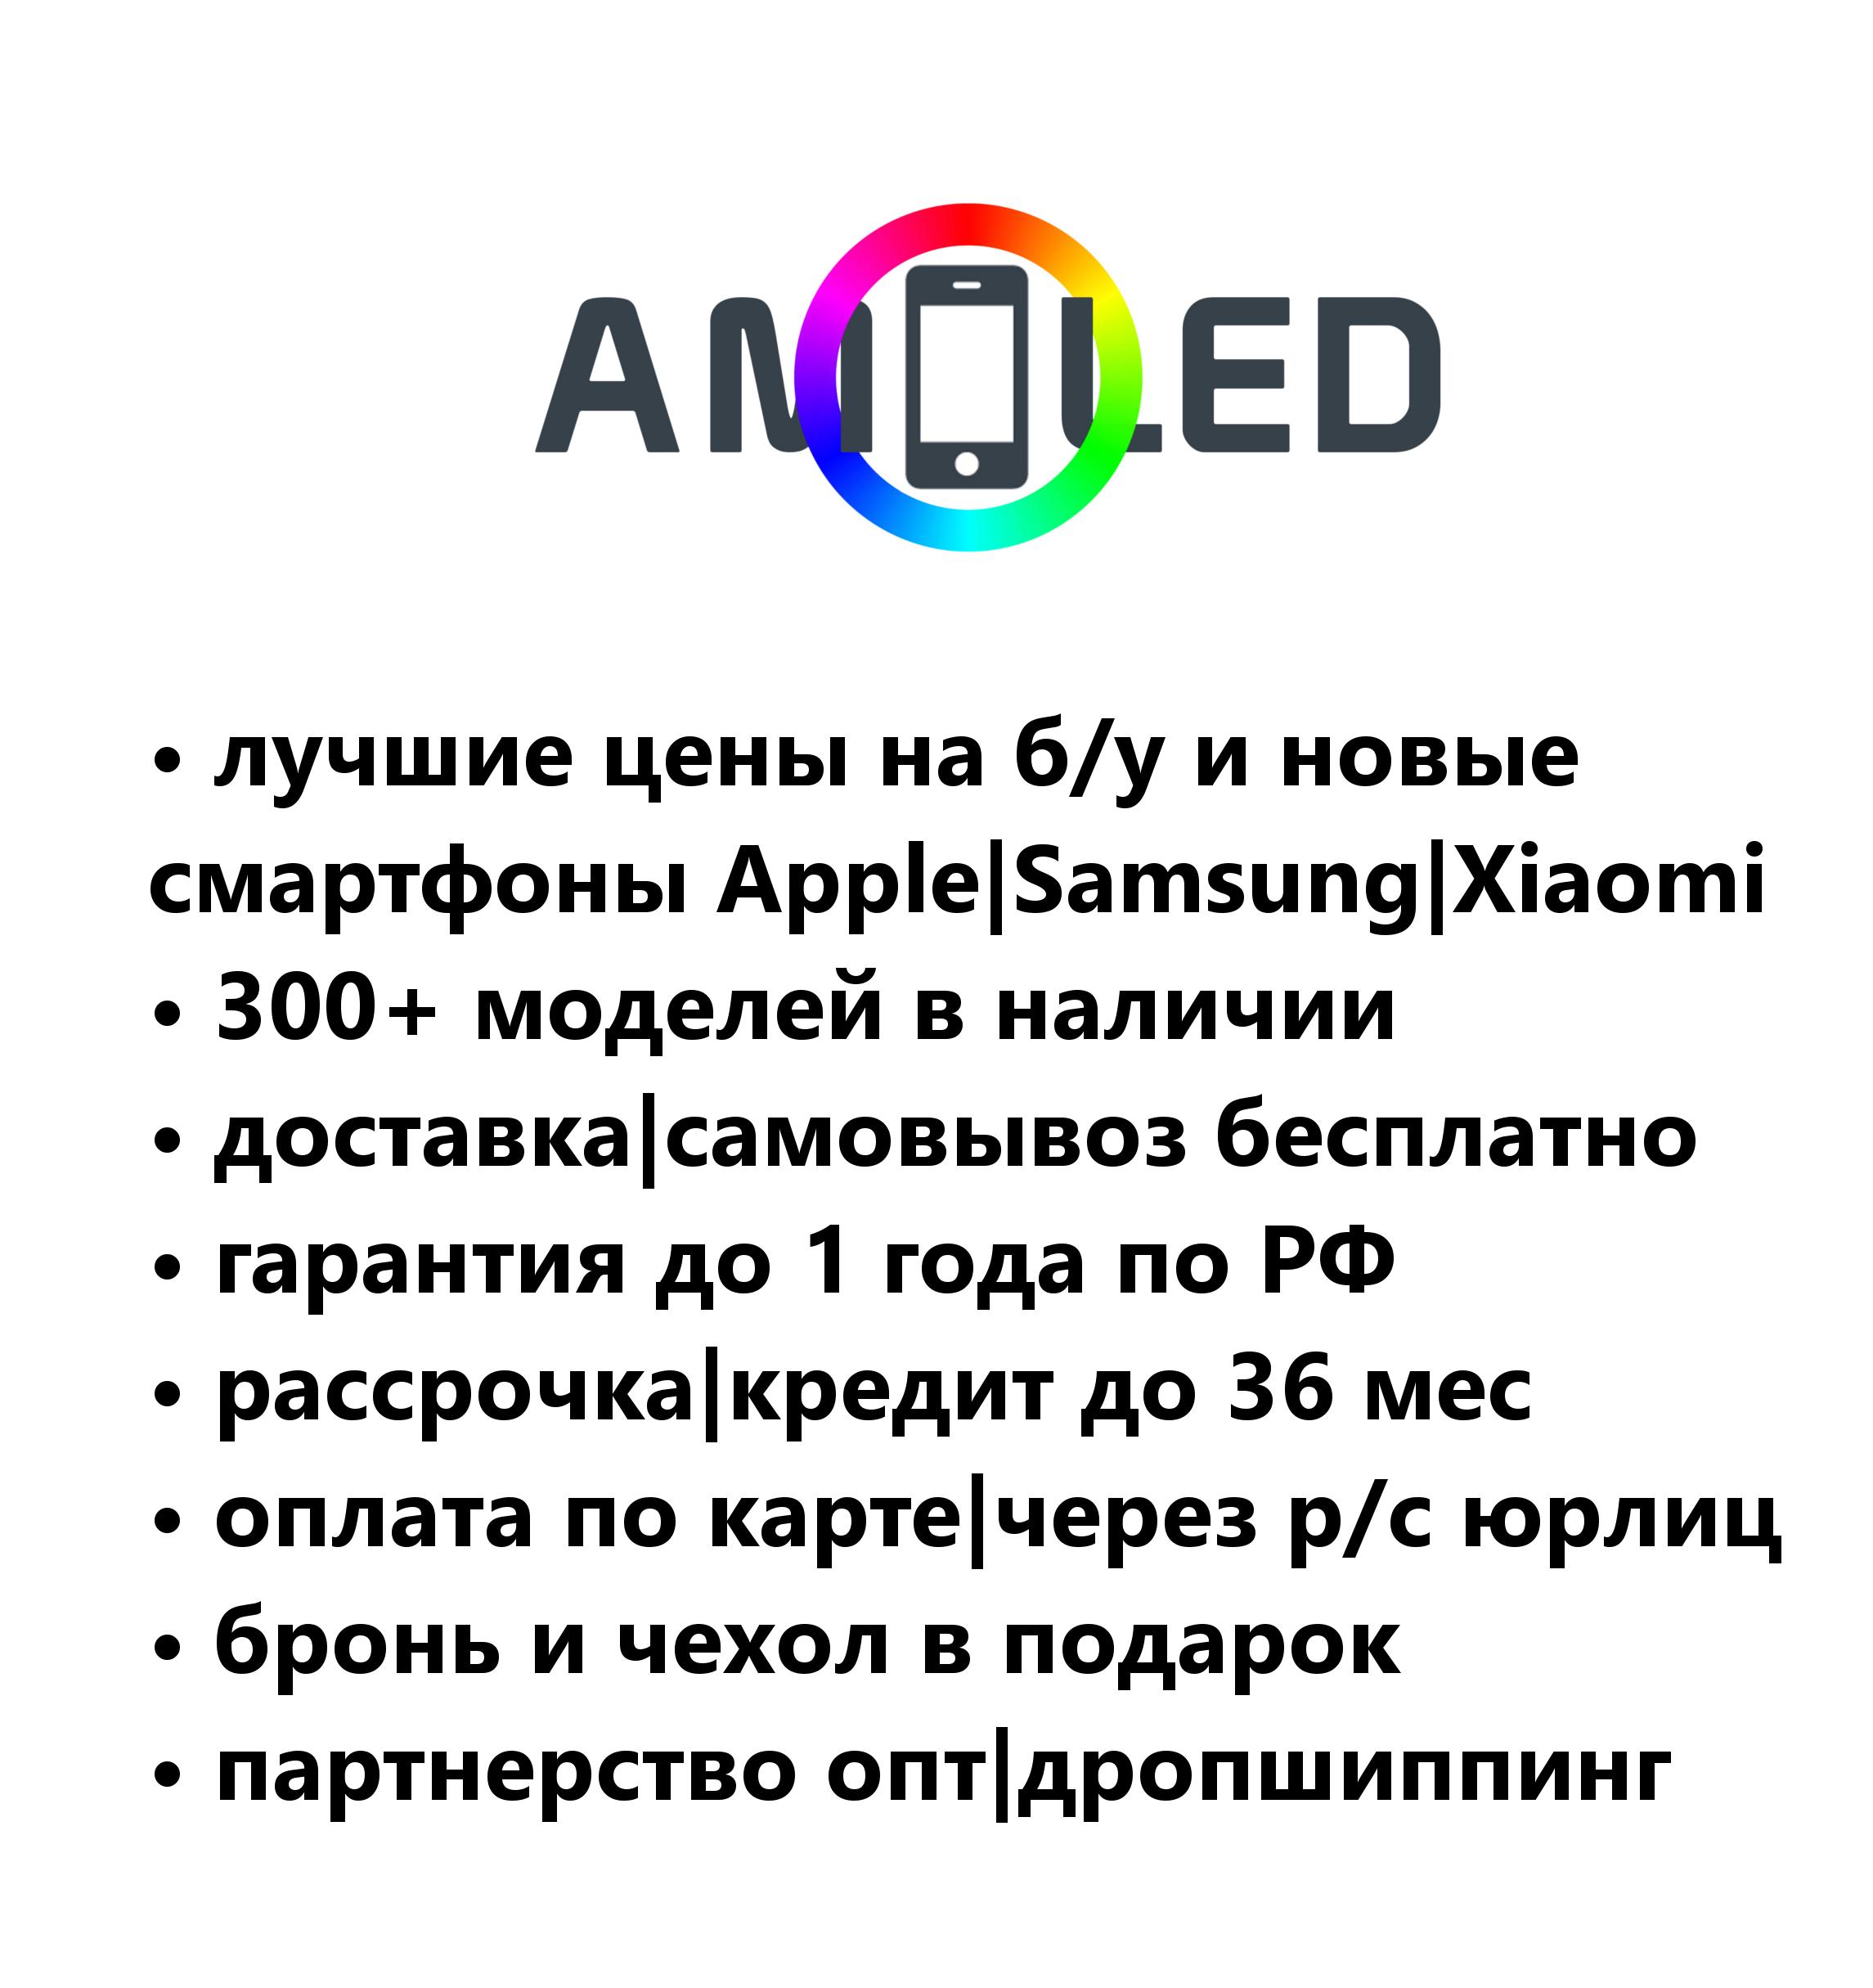 AMOLED
• лучшие цены на б/у и новые
смартфоны Apple|Samsung|Xiaomi
• 300+ моделей в наличии
• доставка|самовывоз бесплатно
• гарантия до 1 года по РФ
• рассрочка|кредит до 36 мес
• оплата по карте|через р/с юрлиц
• бронь и чехол в подарок
• партнерство опт|дропшиппинг